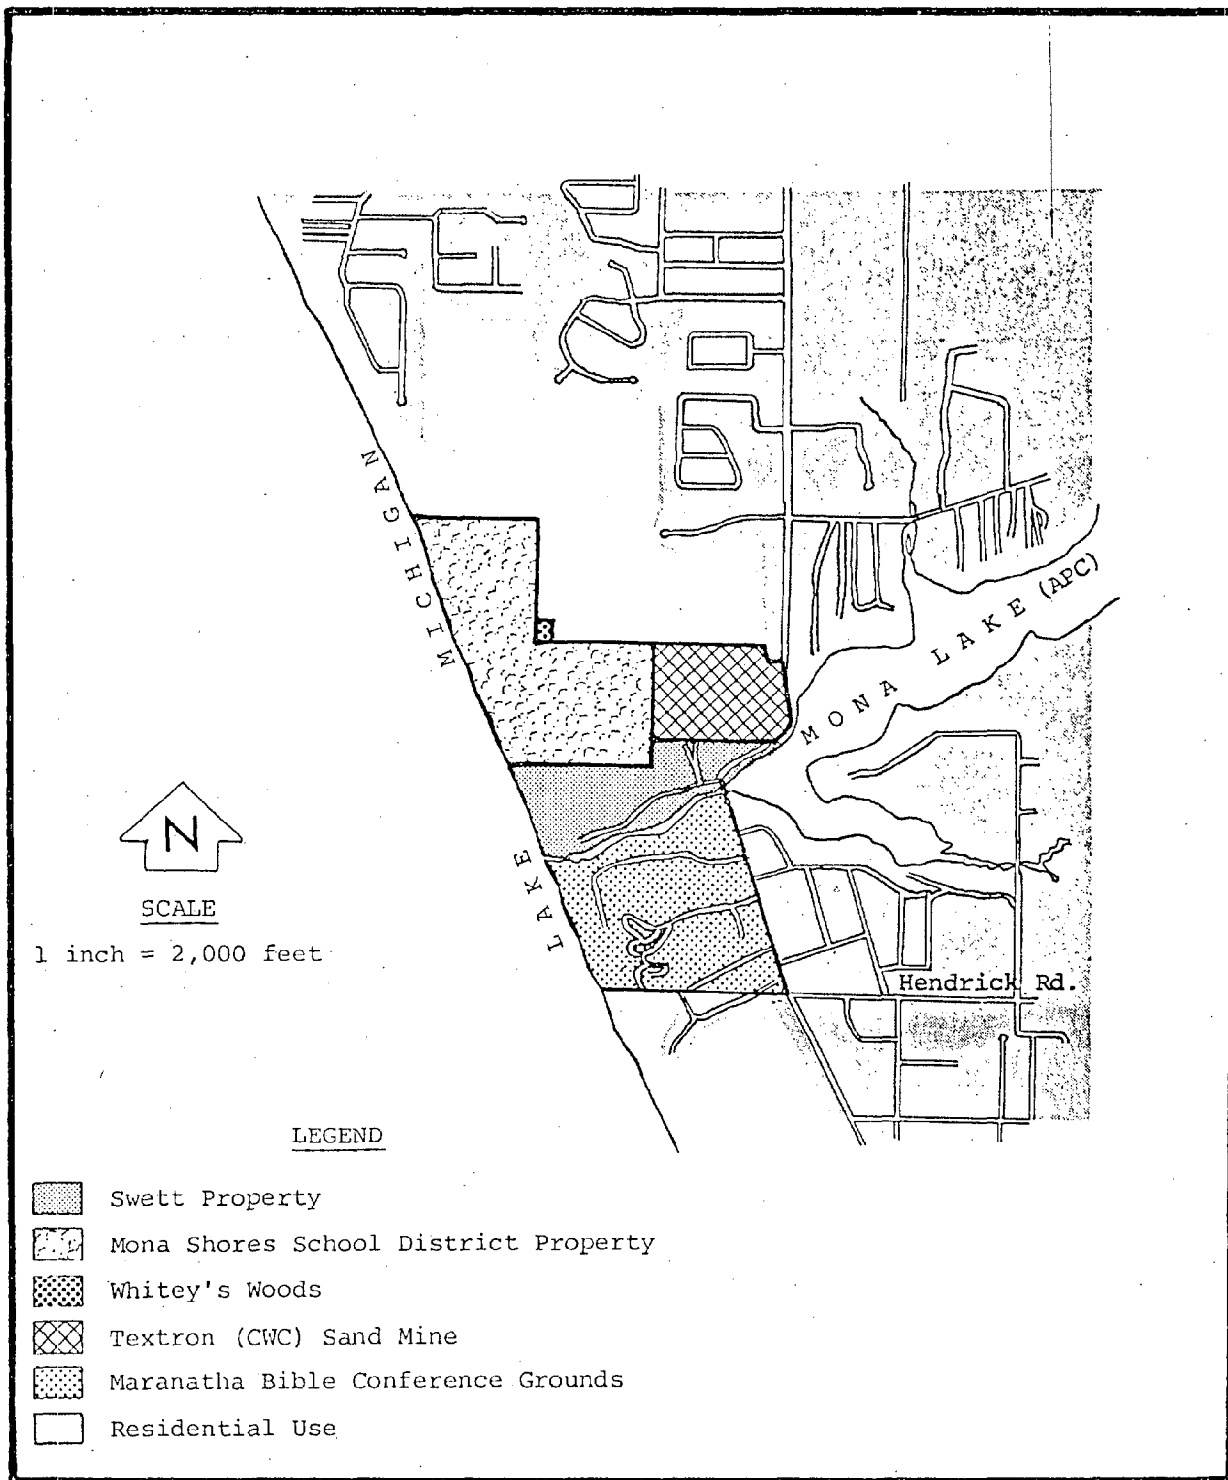 LAKE MICHIGAN
MONA LAKE (APC)
N
SCALE
1 inch = 2,000 feet
Hendrick Rd.
LEGEND
Swett Property
Mona Shores School District Property
Whitey's Woods
Textron (CWC) Sand Mine
Maranatha Bible Conference Grounds
Residential Use